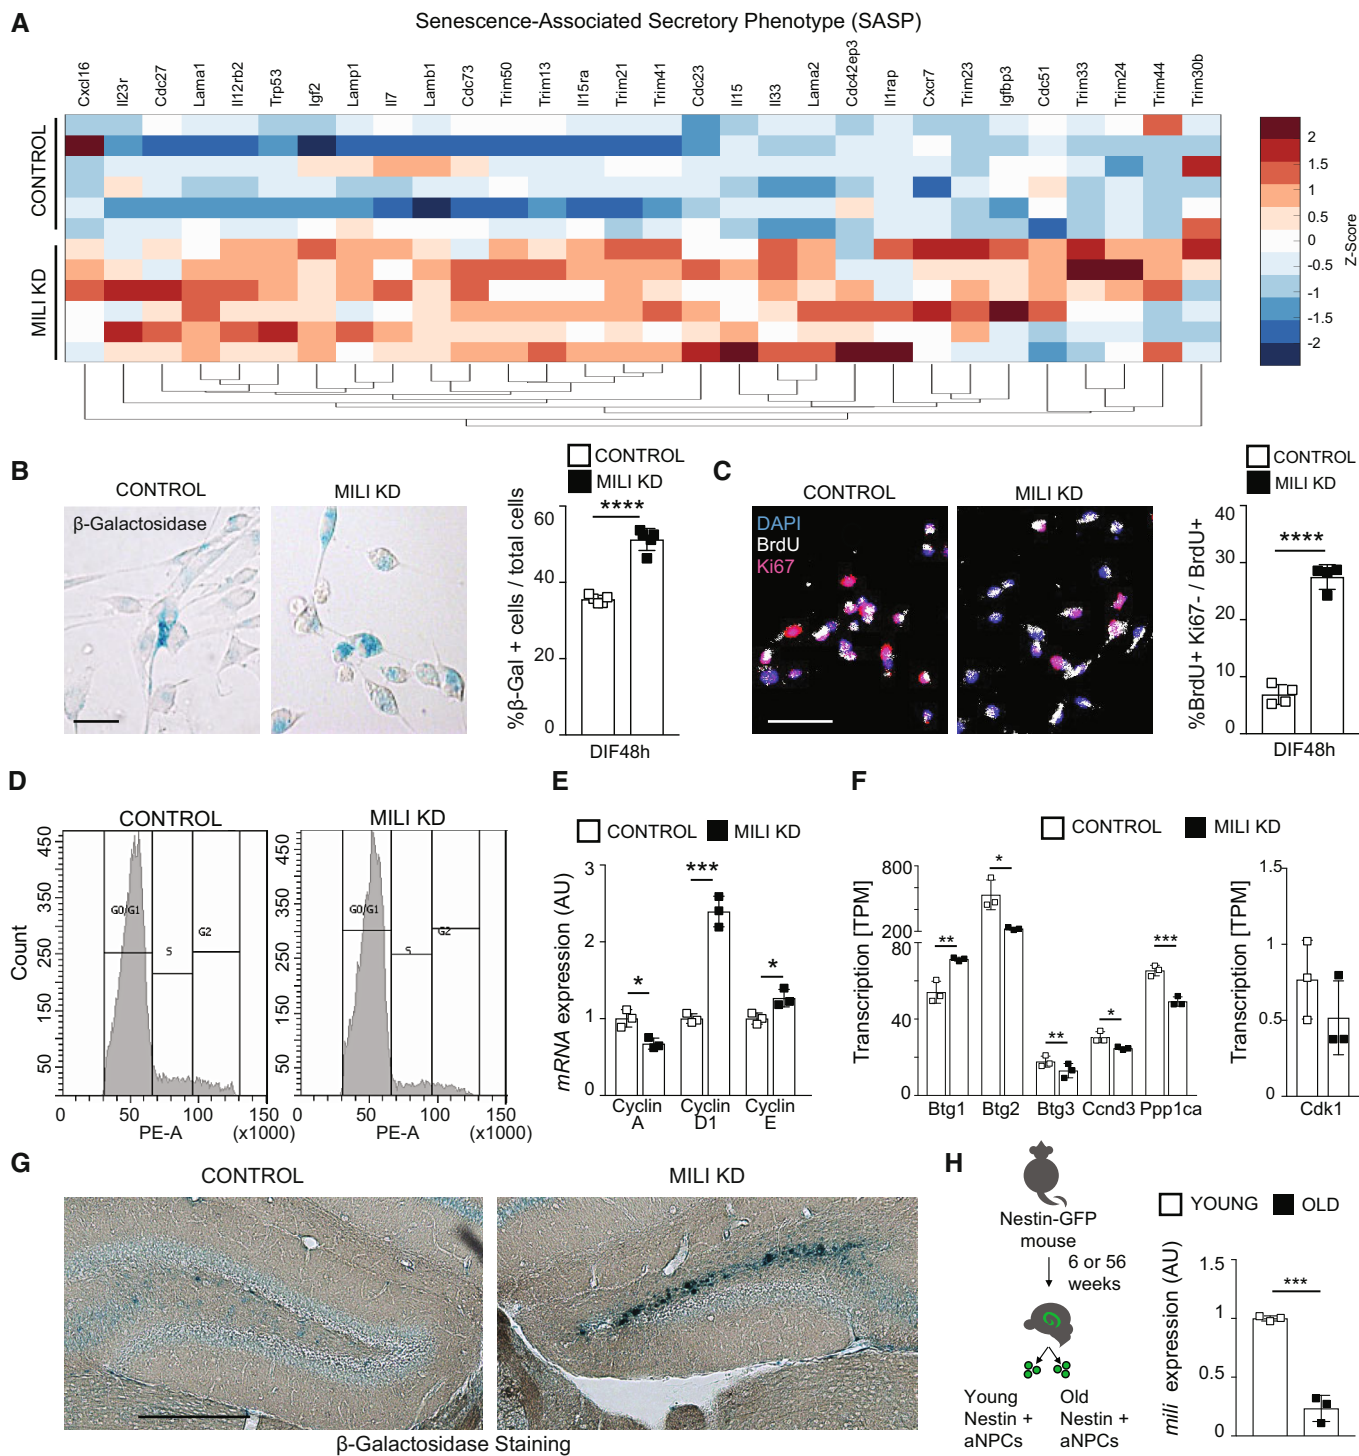 A
Senescence-Associated Secretory Phenotype (SASP)
Cxcl16 Il23r Cdc27 Lama1 Il12rb2 Trp53 Igf2 Lamp1 Il7 Lamb1 Cdc73 Trim50 Trim13 Il15ra Trim21 Trim41 Cdc23 Il15 Il33 Lama2 Cdc42ep3 Il1rap Cxcr7 Trim23 Igfbp3 Cdc51 Trim33 Trim24 Trim44 Trim30b
CONTROL
MILI KD
2
1.5
1
0.5
0
-0.5
-1
-1.5
-2
Z-Score
B
CONTROL
MILI KD
β-Galactosidase
CONTROL
MILI KD
%β-Gal + cells / total cells
60
40
20
0
****
DIF48h
C
CONTROL
MILI KD
DAPI
BrdU
Ki67
CONTROL
MILI KD
%BrdU+ Ki67- / BrdU+
40
30
20
10
0
****
DIF48h
D
CONTROL
MILI KD
Count
450
350
250
150
50
G0/G1
S
G2
0 50 100 150
PE-A (x1000)
450
350
250
150
50
G0/G1
S
G2
0 50 100 150
PE-A (x1000)
E
CONTROL MILI KD
mRNA expression (AU)
3
2
1
0
* *** *
Cyclin A
Cyclin D1
Cyclin E
F
CONTROL MILI KD
Transcription [TPM]
800
200
80
40
0
** * ** * ***
Btg1 Btg2 Btg3 Ccnd3 Ppp1ca
Transcription [TPM]
1.5
1
0.5
0
Cdk1
G
CONTROL
MILI KD
β-Galactosidase Staining
H
Nestin-GFP
mouse
6 or 56
weeks
Young
Nestin +
aNPCs
Old
Nestin +
aNPCs
YOUNG OLD
mili expression (AU)
1.5
1
0.5
0
***